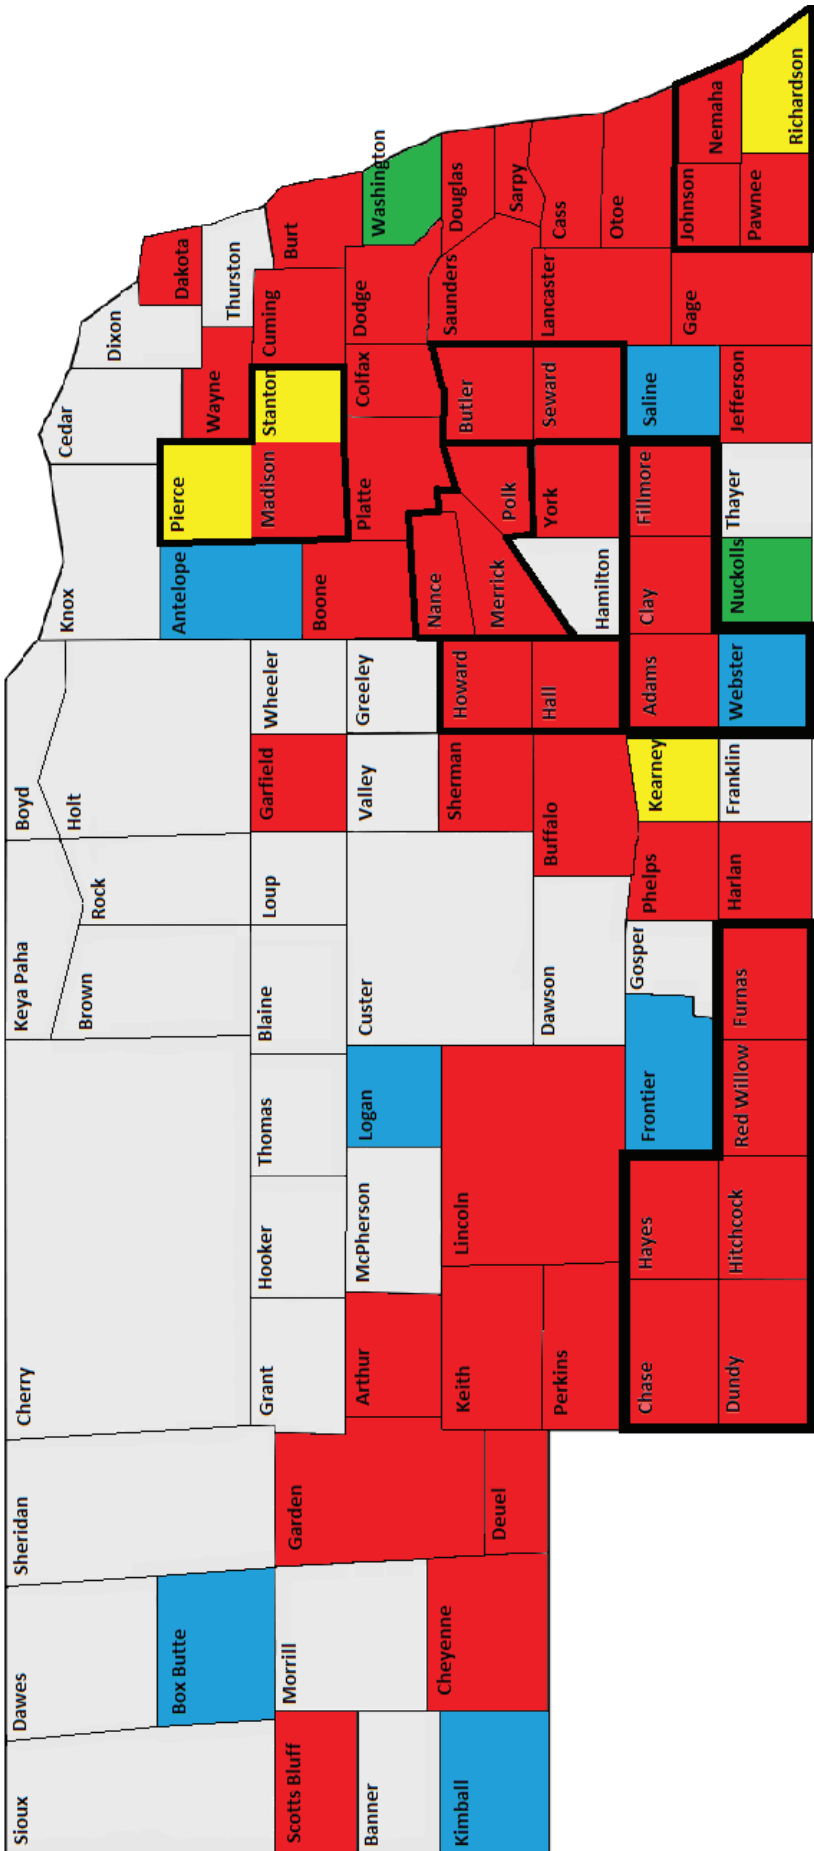 Sioux
Dawes
Sheridan
Cherry
Keya Paha
Boyd
Brown
Rock
Holt
Knox
Cedar
Dixon
Dakota
Box Butte
Antelope
Pierce
Wayne
Thurston
Scotts Bluff
Morrill
Garden
Grant
Hooker
Thomas
Blaine
Loup
Garfield
Wheeler
Boone
Madison
Stanton
Cuming
Burt
Banner
Arthur
McPherson
Logan
Custer
Valley
Greeley
Platte
Colfax
Dodge
Washington
Kimball
Cheyenne
Deuel
Keith
Lincoln
Sherman
Howard
Nance
Merrick
Polk
Butler
Saunders
Douglas
Sarpy
Perkins
Dawson
Buffalo
Hall
Hamilton
York
Seward
Lancaster
Cass
Otoe
Chase
Hayes
Frontier
Gosper
Phelps
Kearney
Adams
Clay
Fillmore
Saline
Gage
Johnson
Nemaha
Dundy
Hitchcock
Red Willow
Furnas
Harlan
Franklin
Webster
Nuckolls
Thayer
Jefferson
Pawnee
Richardson